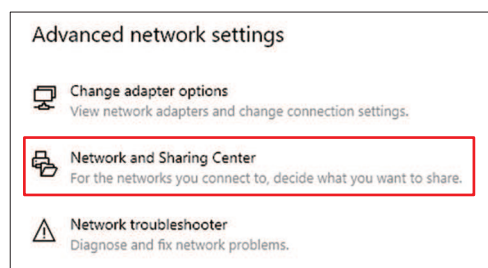 Advanced network settings
Change adapter options
View network adapters and change connection settings.
Network and Sharing Center
For the networks you connect to, decide what you want to share.
Network troubleshooter
Diagnose and fix network problems.